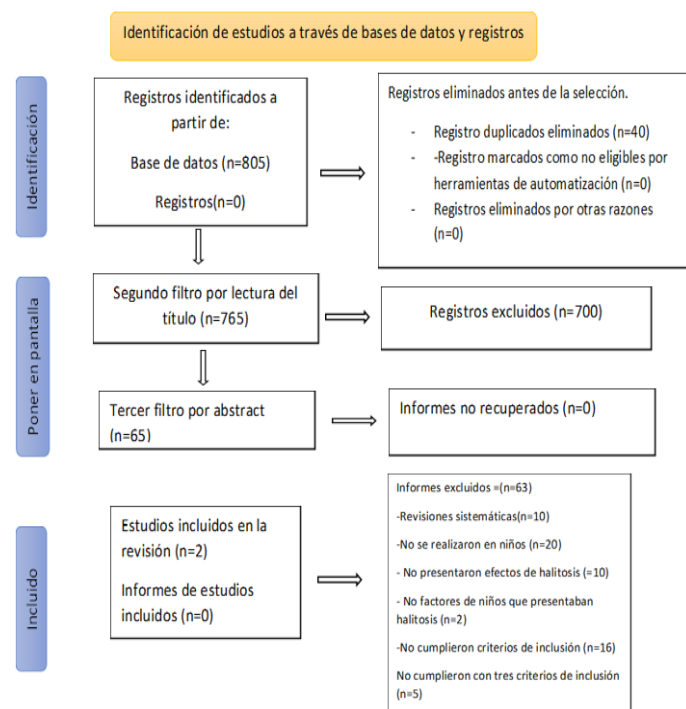 Identificación de estudios a través de bases de datos y registros
Identificación
Registros identificados a
partir de:
Base de datos (n=805)
Registros(n=0)
Registros eliminados antes de la selección.
- Registro duplicados eliminados (n=40)
- -Registro marcados como no eligibles por
herramientas de automatización (n=0)
- Registros eliminados por otras razones
(n=0)
Poner en pantalla
Segundo filtro por lectura del
título (n=765)
Registros excluidos (n=700)
Tercer filtro por abstract
(n=65)
Informes no recuperados (n=0)
Incluido
Estudios incluidos en la
revisión (n=2)
Informes de estudios
incluidos (n=0)
Informes excluidos =(n=63)
-Revisiones sistemáticas(n=10)
-No se realizaron en niños (n=20)
- No presentaron efectos de halitosis (=10)
- No factores de niños que presentaban
halitosis (n=2)
-No cumplieron criterios de inclusión (n=16)
No cumplieron con tres criterios de inclusión
(n=5)